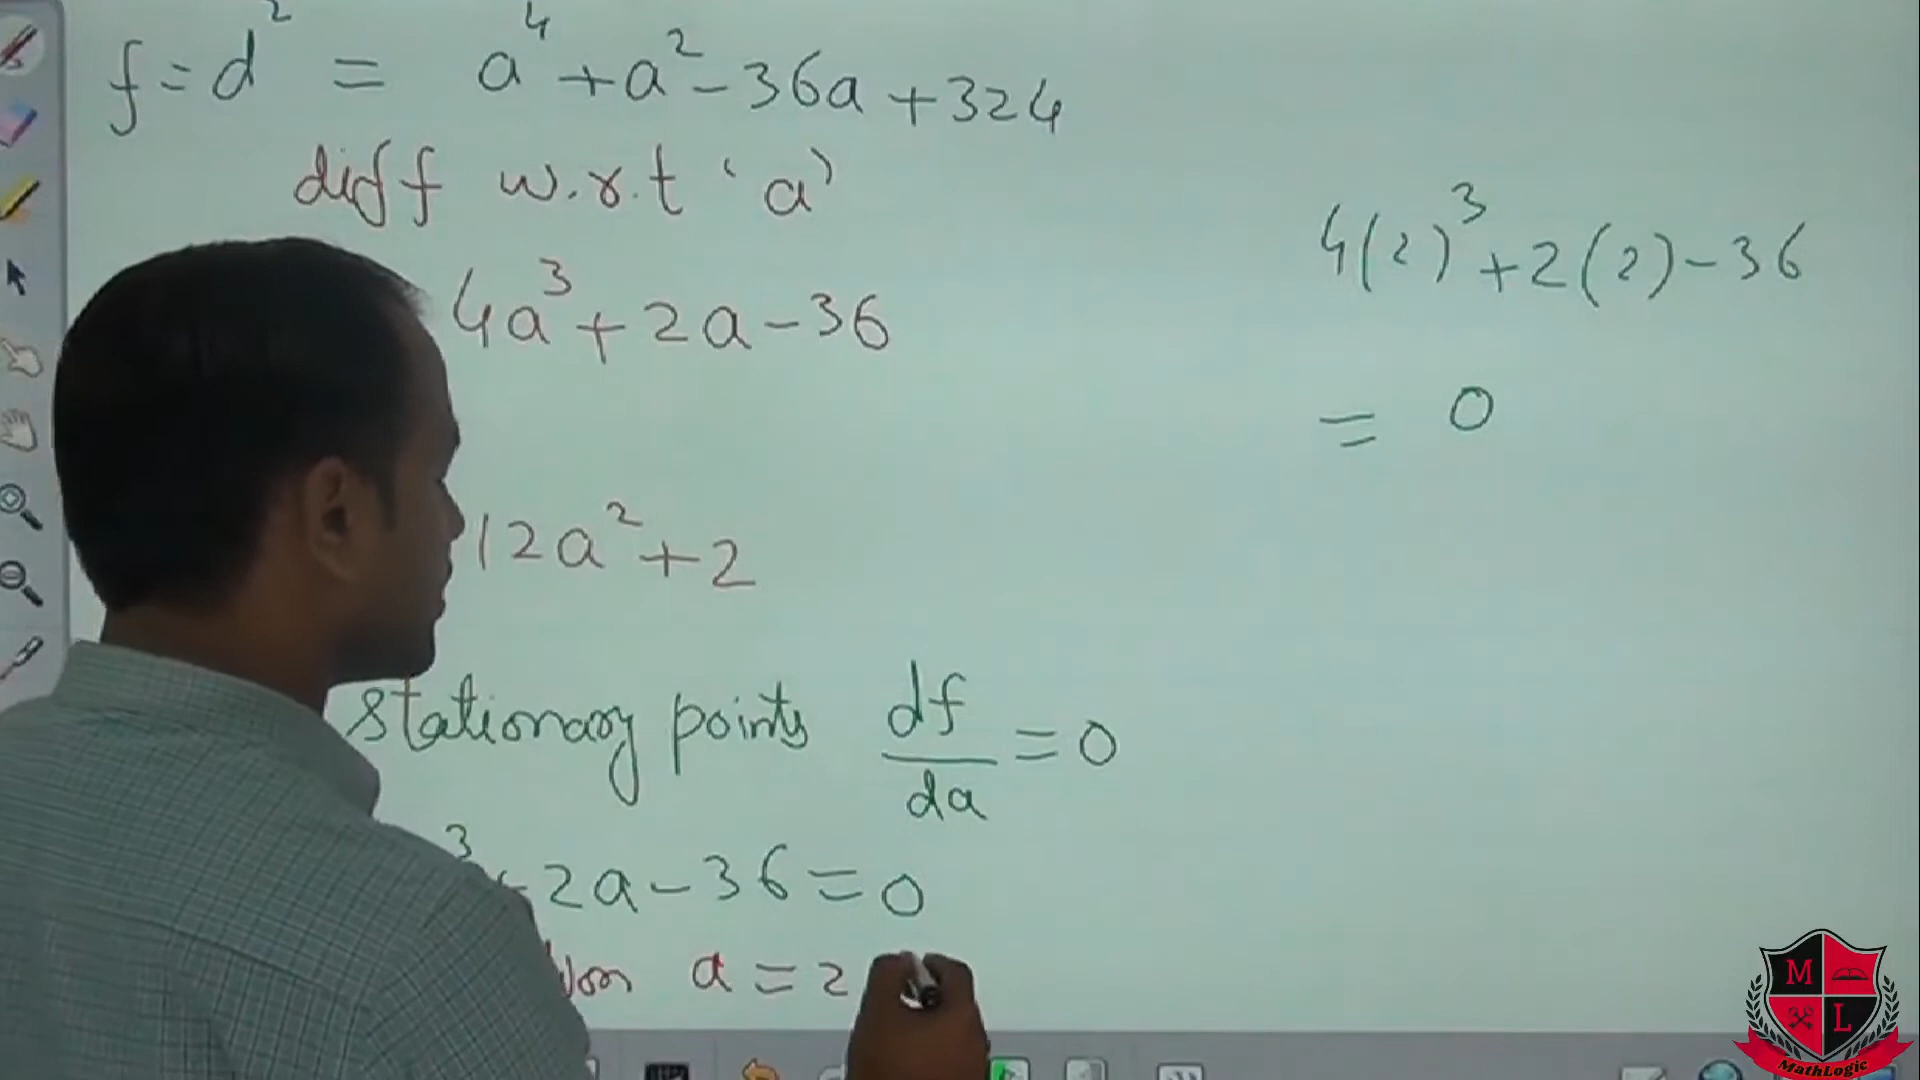 f = d² = a⁴ + a² - 36a + 324
diff w.r.t 'a'
4a³ + 2a - 36
12a² + 2
stationary points df/da = 0
³ + 2a - 36 = 0
a = 2
4(2)³ + 2(2) - 36
= 0
M
L
MathLogic